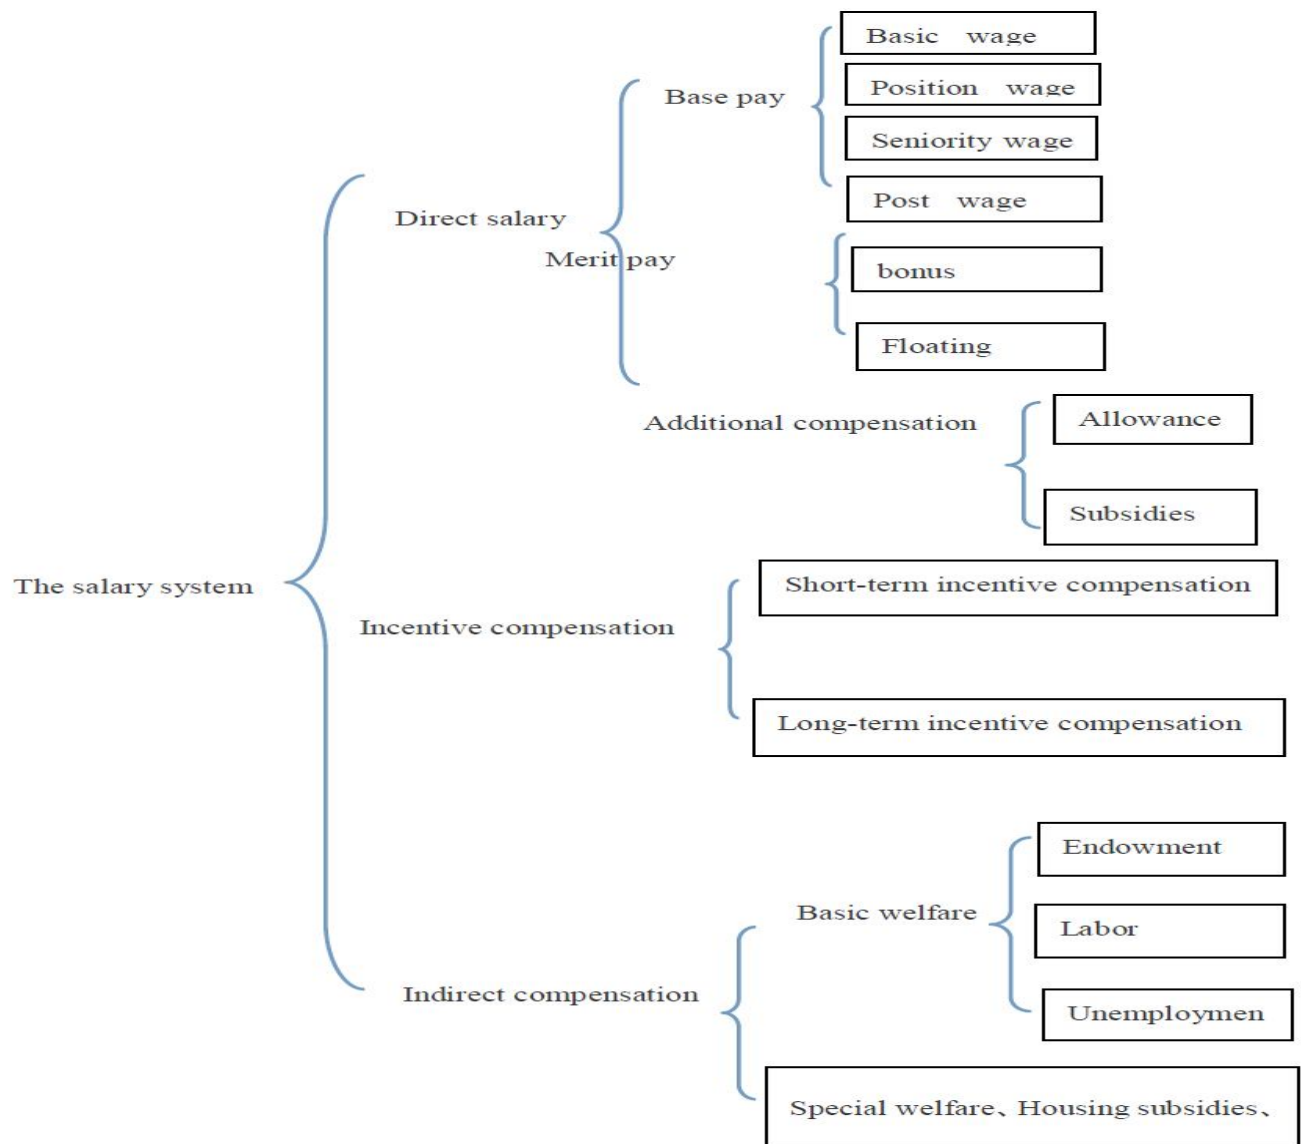 Basic wage
Base pay
Position wage
Seniority wage
Post wage
Direct salary
Merit pay
bonus
Floating
Additional compensation
Allowance
Subsidies
The salary system
Short-term incentive compensation
Incentive compensation
Long-term incentive compensation
Endowment
Basic welfare
Labor
Indirect compensation
Unemploymen
Special welfare、Housing subsidies、